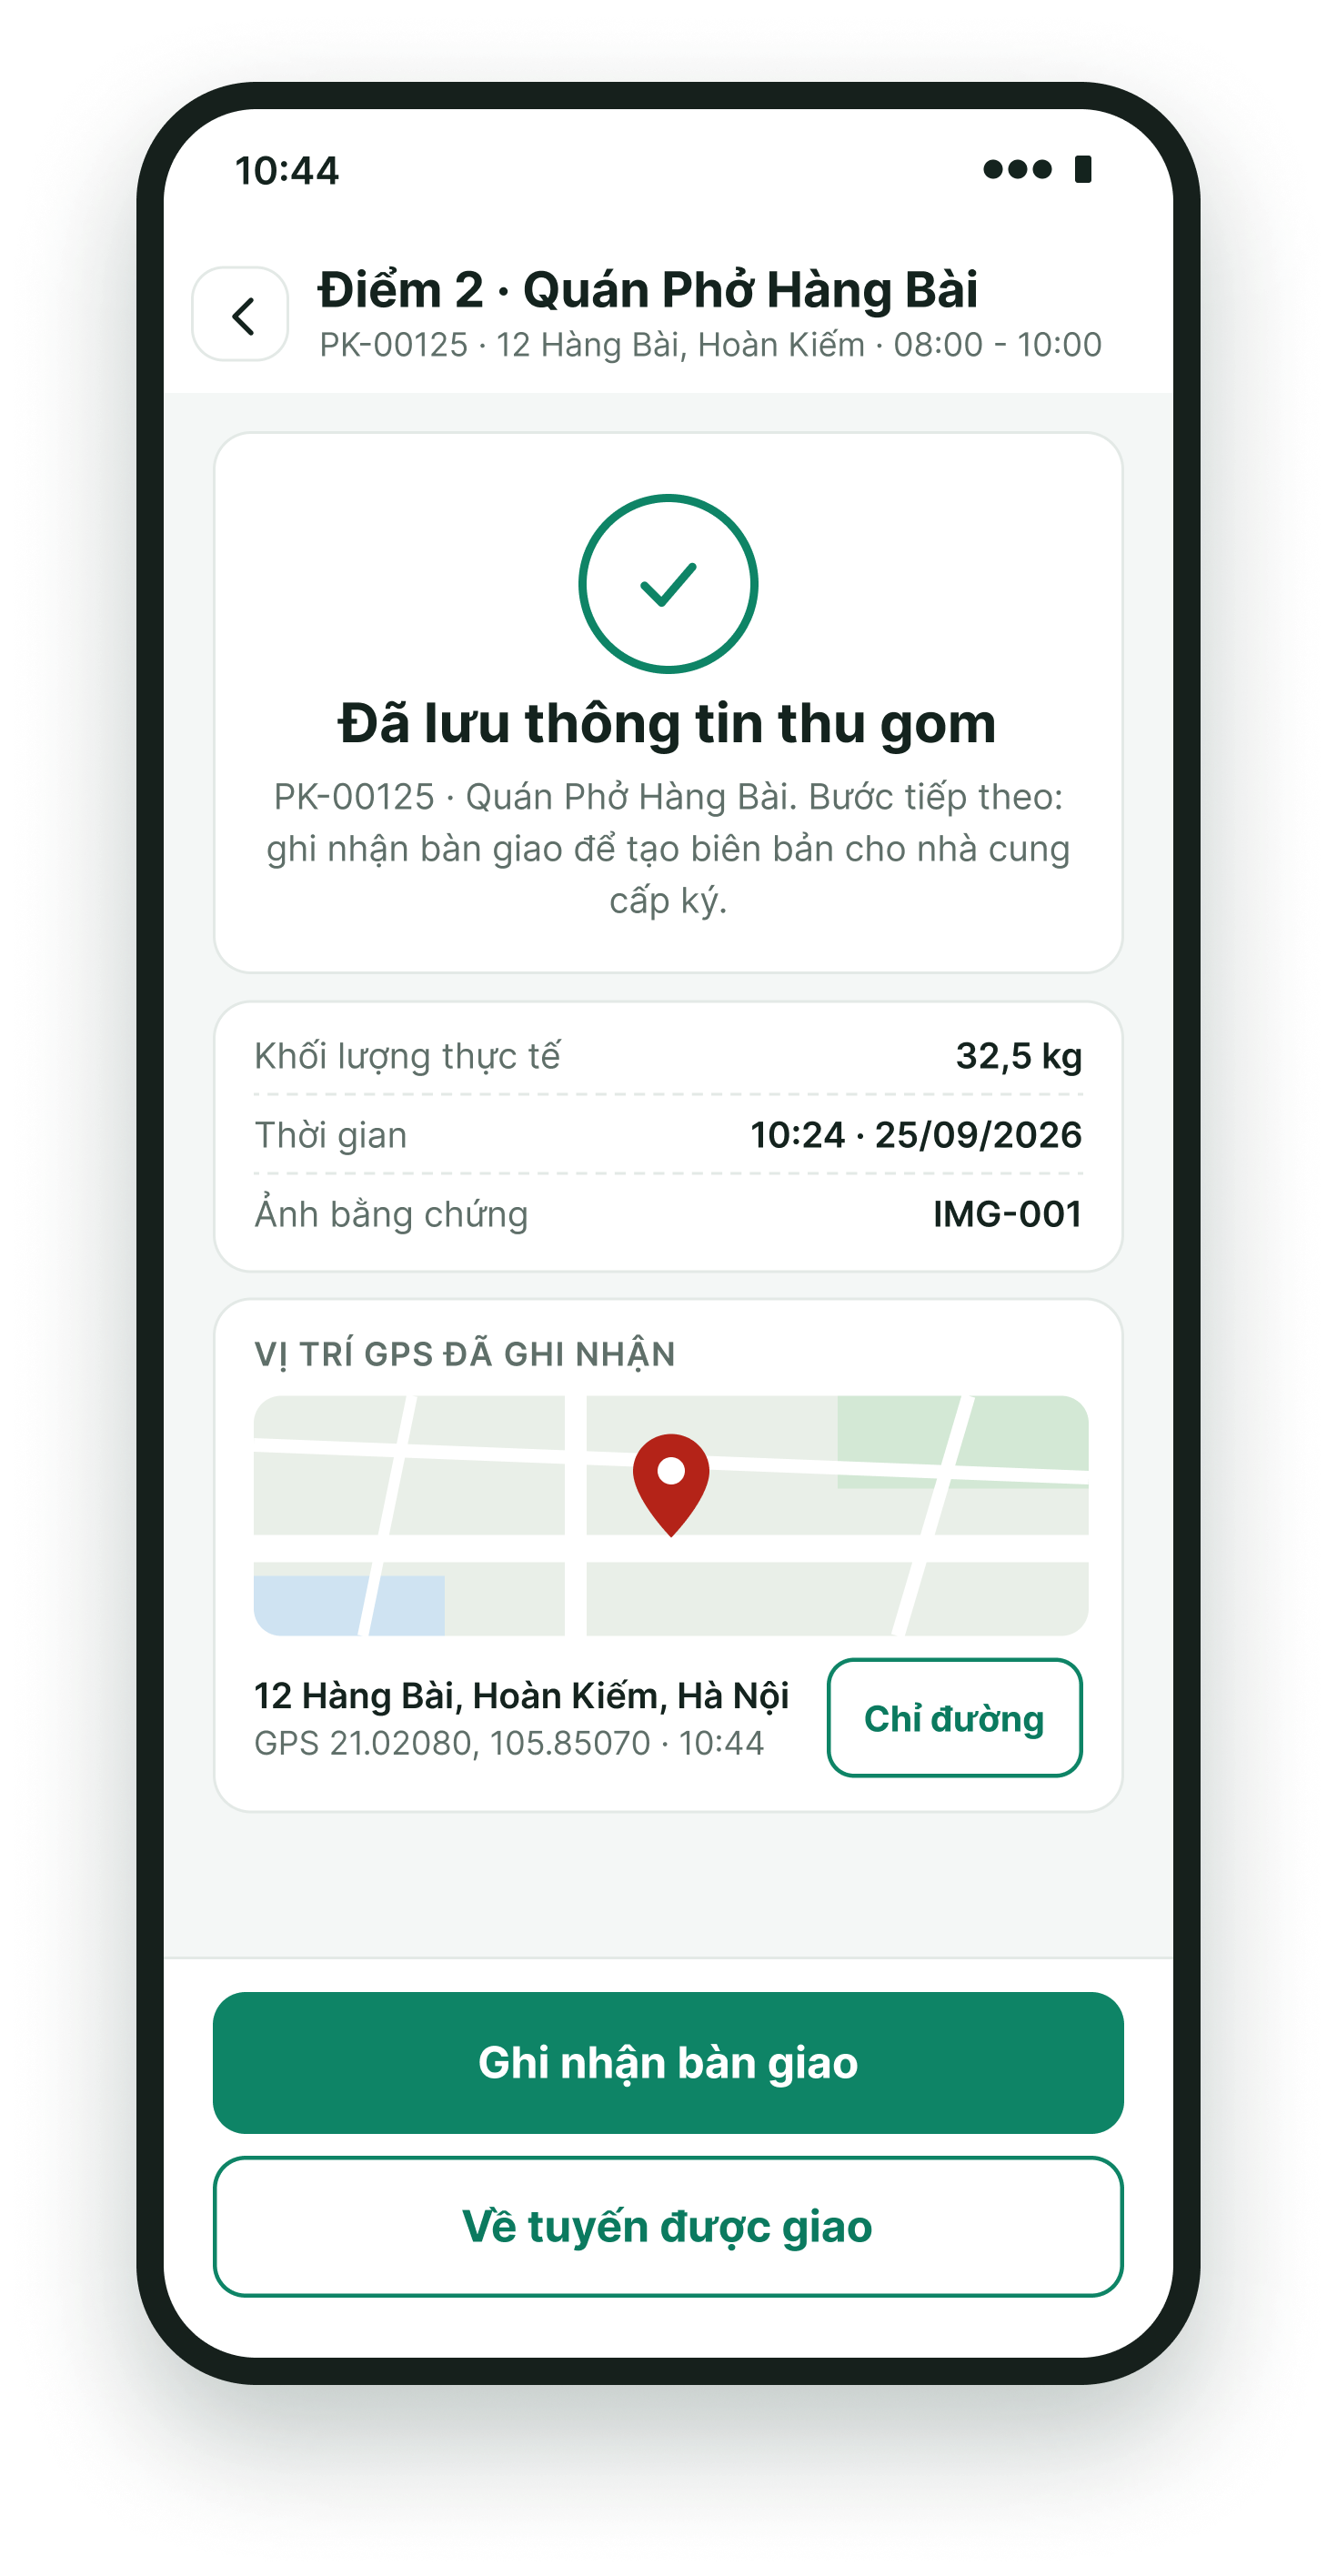 10:44
Điểm 2 · Quán Phở Hàng Bài
PK-00125 · 12 Hàng Bài, Hoàn Kiếm · 08:00 - 10:00
Đã lưu thông tin thu gom
PK-00125 · Quán Phở Hàng Bài. Bước tiếp theo:
ghi nhận bàn giao để tạo biên bản cho nhà cung
cấp ký.
Khối lượng thực tế 32,5 kg
Thời gian 10:24 · 25/09/2026
Ảnh bằng chứng IMG-001
VỊ TRÍ GPS ĐÃ GHI NHẬN
12 Hàng Bài, Hoàn Kiếm, Hà Nội
GPS 21.02080, 105.85070 · 10:44
Chỉ đường
Ghi nhận bàn giao
Về tuyến được giao